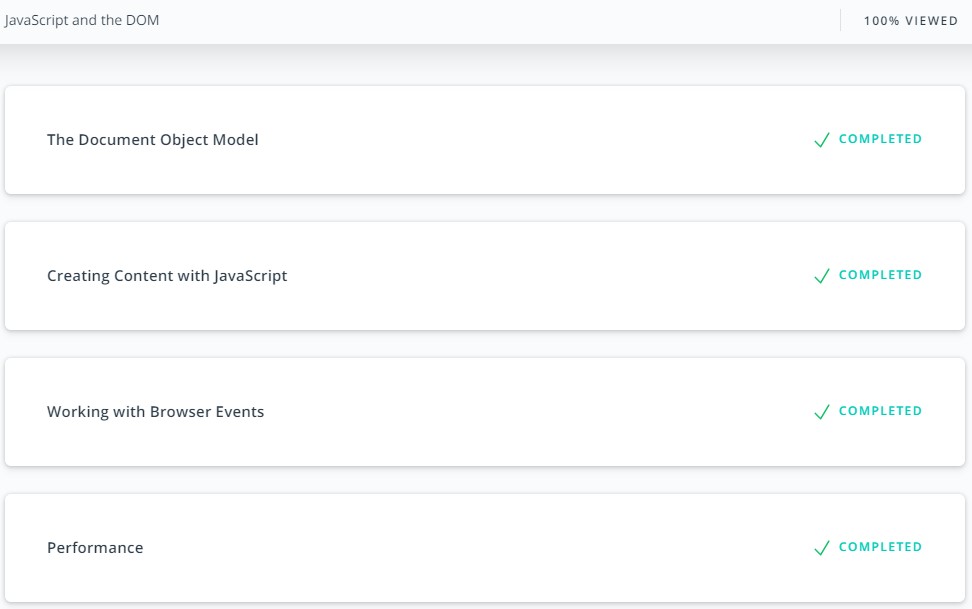 JavaScript and the DOM 100% VIEWED
The Document Object Model COMPLETED
Creating Content with JavaScript COMPLETED
Working with Browser Events COMPLETED
Performance COMPLETED